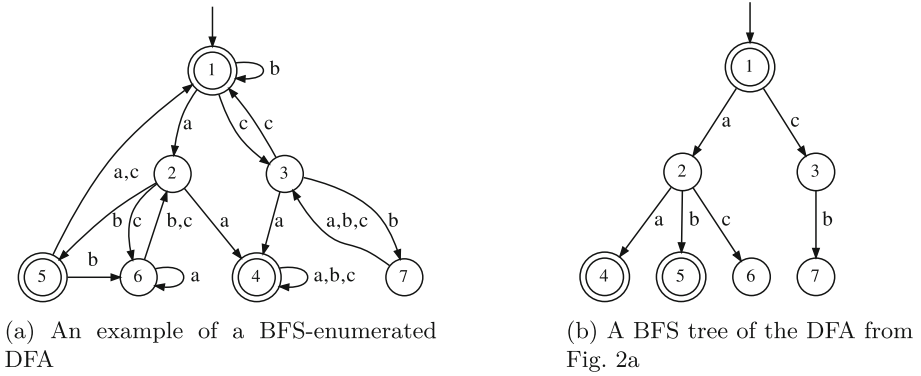 1
b
a
c
c
2
3
a,c
b
c
b,c
a
a
a,b,c
b
5
b
6
a
4
a,b,c
7
(a) An example of a BFS-enumerated
DFA
1
a
c
2
3
a
b
c
b
4
5
6
7
(b) A BFS tree of the DFA from
Fig. 2a